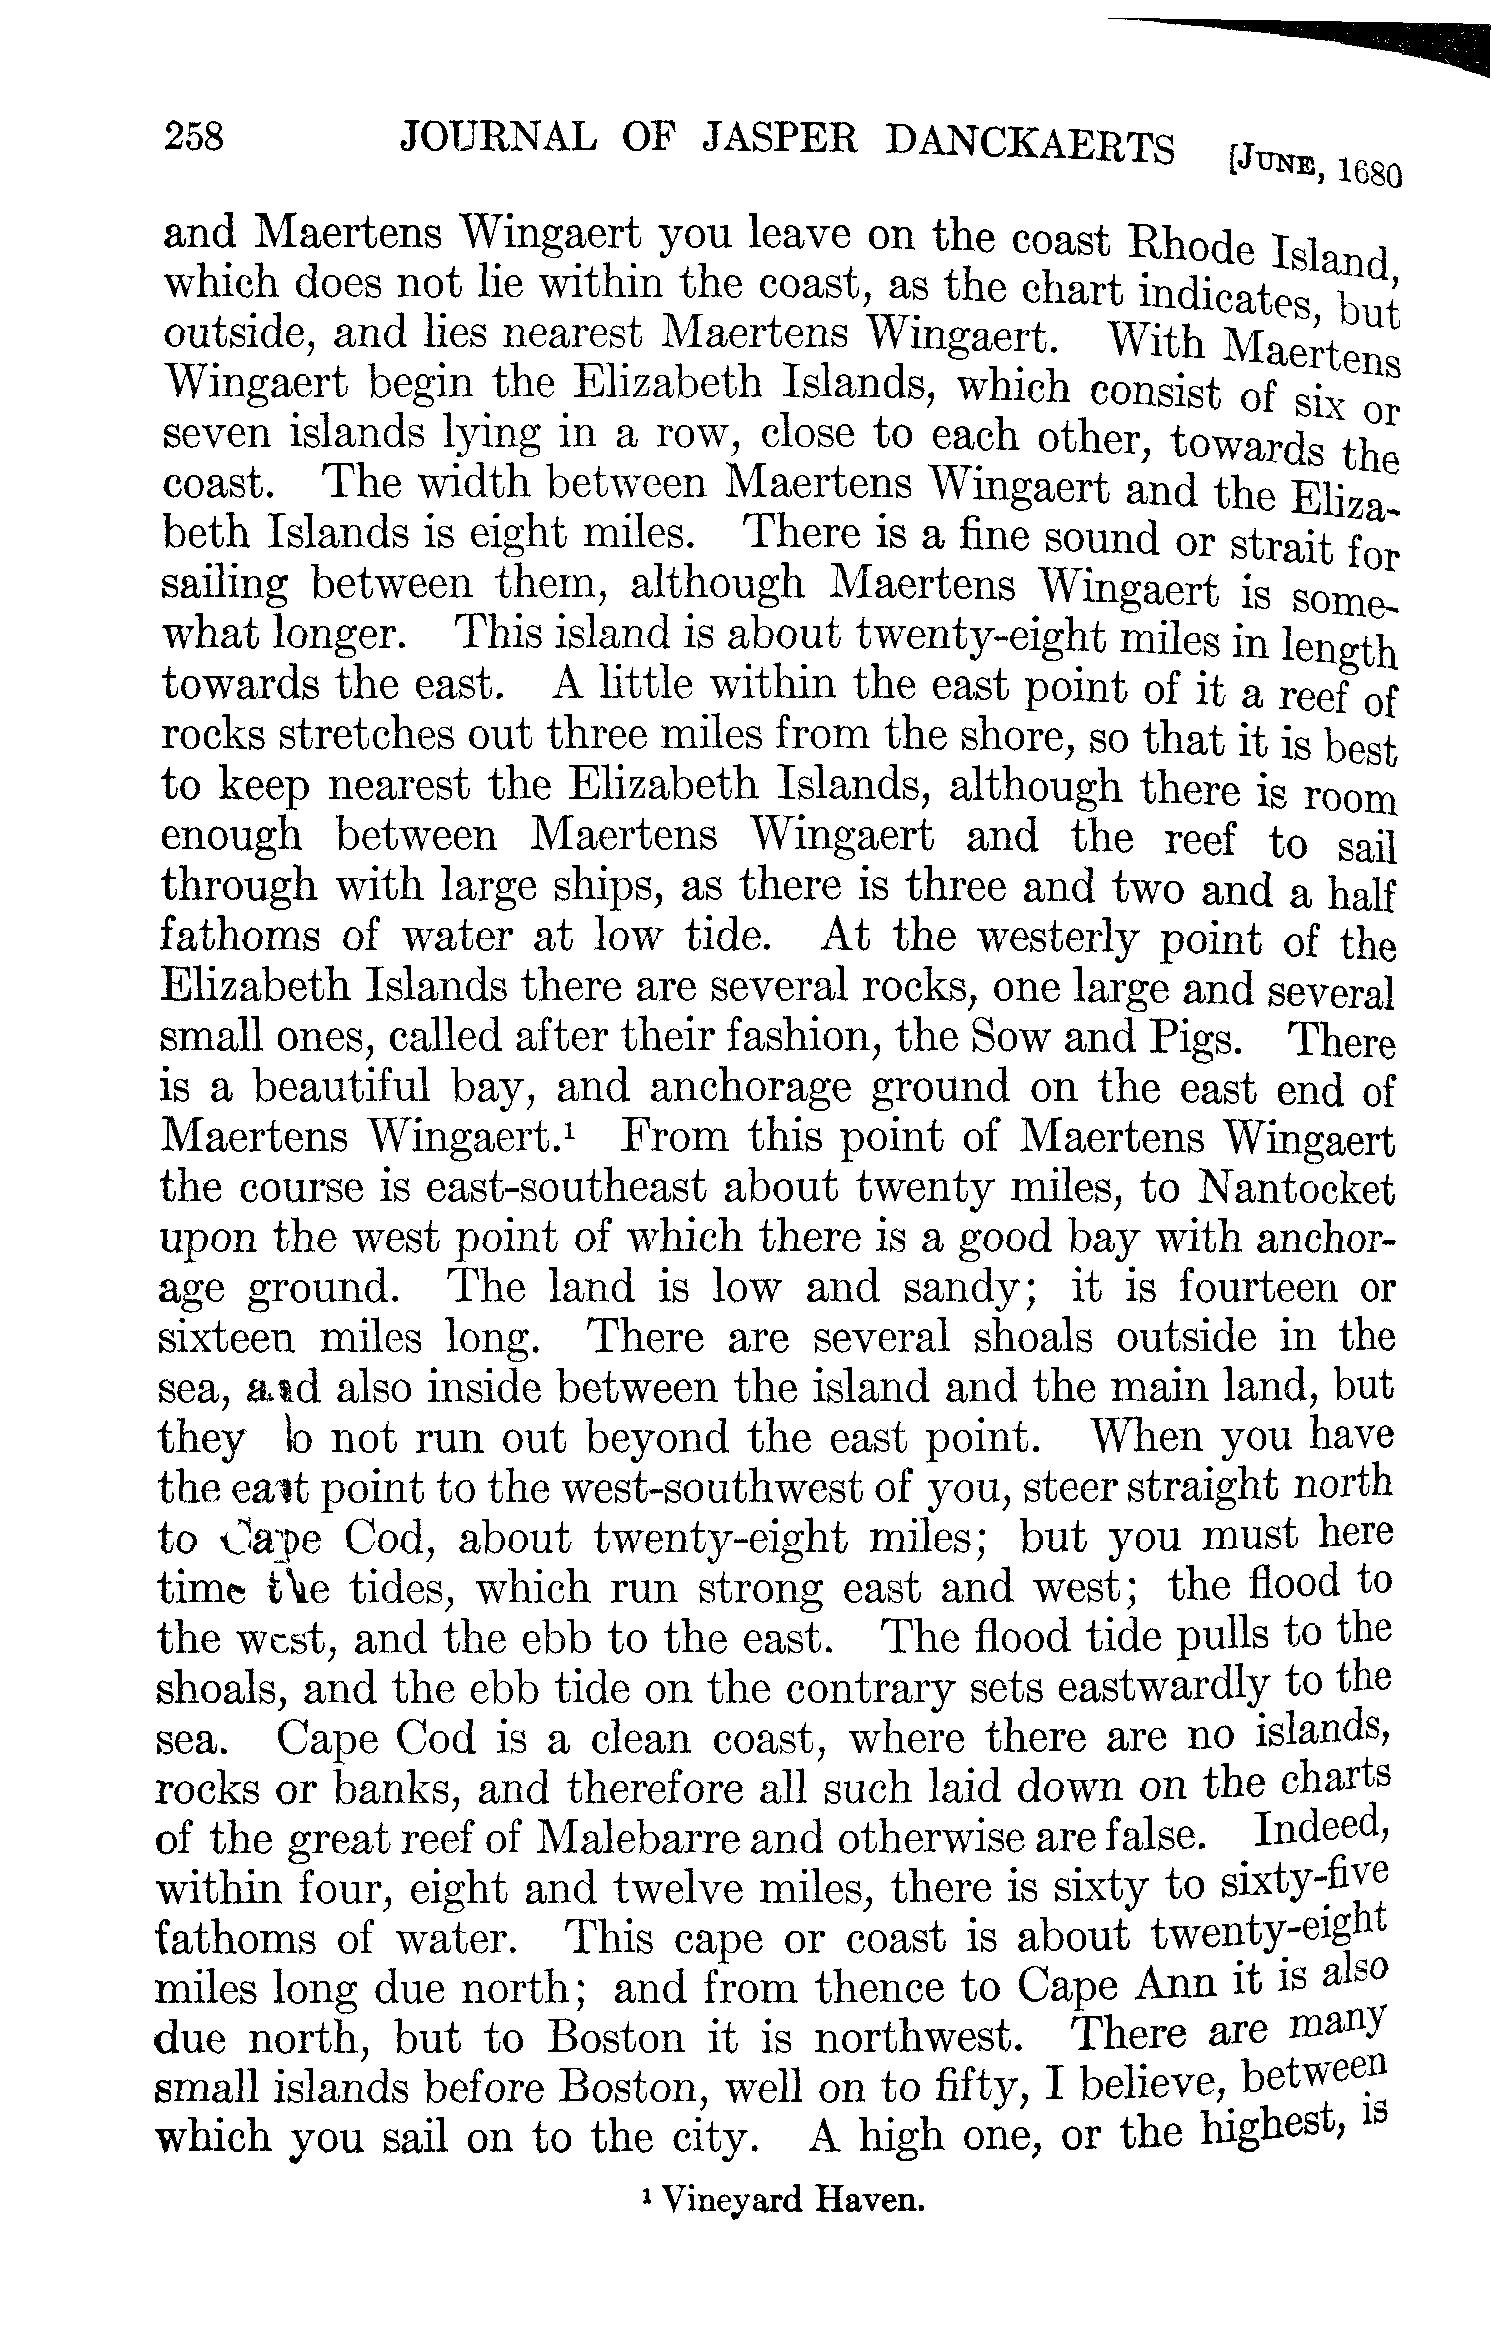 258 JOURNAL OF JASPER DANCKAERTS [JUNE, 1680
and Maertens Wingaert you leave on the coast Rhode Island,
which does not lie within the coast, as the chart indicates, but
outside, and lies nearest Maertens Wingaert. With Maertens
Wingaert begin the Elizabeth Islands, which consist of six or
seven islands lying in a row, close to each other, towards the
coast. The width between Maertens Wingaert and the Eliza-
beth Islands is eight miles. There is a fine sound or strait for
sailing between them, although Maertens Wingaert is some-
what longer. This island is about twenty-eight miles in length
towards the east. A little within the east point of it a reef of
rocks stretches out three miles from the shore, so that it is best
to keep nearest the Elizabeth Islands, although there is room
enough between Maertens Wingaert and the reef to sail
through with large ships, as there is three and two and a half
fathoms of water at low tide. At the westerly point of the
Elizabeth Islands there are several rocks, one large and several
small ones, called after their fashion, the Sow and Pigs. There
is a beautiful bay, and anchorage ground on the east end of
Maertens Wingaert.¹ From this point of Maertens Wingaert
the course is east-southeast about twenty miles, to Nantocket
upon the west point of which there is a good bay with anchor-
age ground. The land is low and sandy; it is fourteen or
sixteen miles long. There are several shoals outside in the
sea, and also inside between the island and the main land, but
they do not run out beyond the east point. When you have
the east point to the west-southwest of you, steer straight north
to Cape Cod, about twenty-eight miles; but you must here
time the tides, which run strong east and west; the flood to
the west, and the ebb to the east. The flood tide pulls to the
shoals, and the ebb tide on the contrary sets eastwardly to the
sea. Cape Cod is a clean coast, where there are no islands,
rocks or banks, and therefore all such laid down on the charts
of the great reef of Malebarre and otherwise are false. Indeed,
within four, eight and twelve miles, there is sixty to sixty-five
fathoms of water. This cape or coast is about twenty-eight
miles long due north; and from thence to Cape Ann it is also
due north, but to Boston it is northwest. There are many
small islands before Boston, well on to fifty, I believe, between
which you sail on to the city. A high one, or the highest, is
¹ Vineyard Haven.